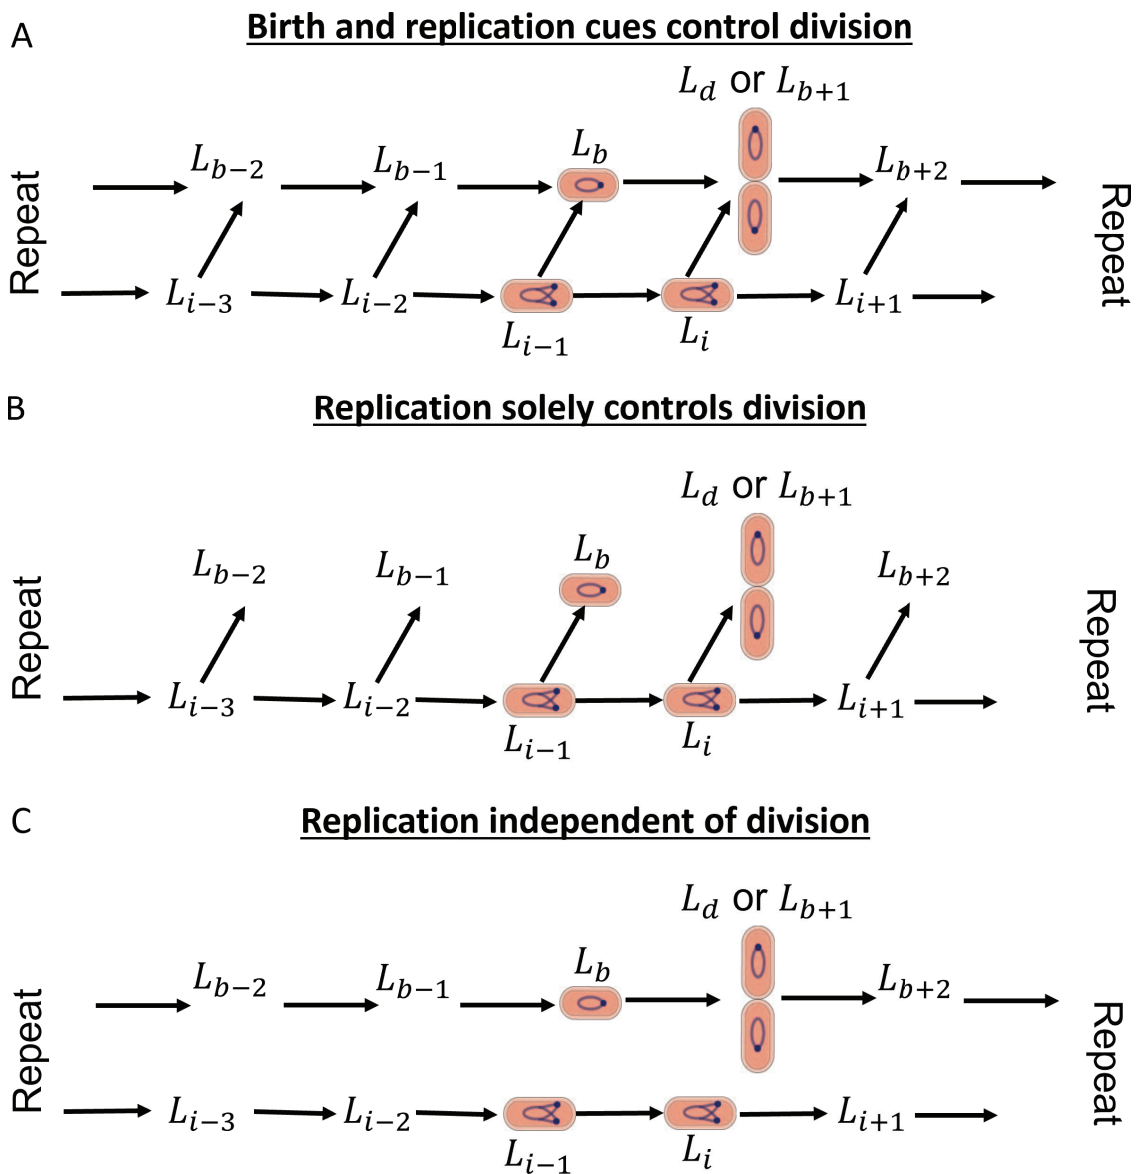 A
Birth and replication cues control division
L_d or L_{b+1}
L_{b-2}
L_{b-1}
L_b
L_{b+2}
Repeat
Repeat
L_{i-3}
L_{i-2}
L_{i-1}
L_i
L_{i+1}
B
Replication solely controls division
L_d or L_{b+1}
L_{b-2}
L_{b-1}
L_b
L_{b+2}
Repeat
Repeat
L_{i-3}
L_{i-2}
L_{i-1}
L_i
L_{i+1}
C
Replication independent of division
L_d or L_{b+1}
L_{b-2}
L_{b-1}
L_b
L_{b+2}
Repeat
Repeat
L_{i-3}
L_{i-2}
L_{i-1}
L_i
L_{i+1}